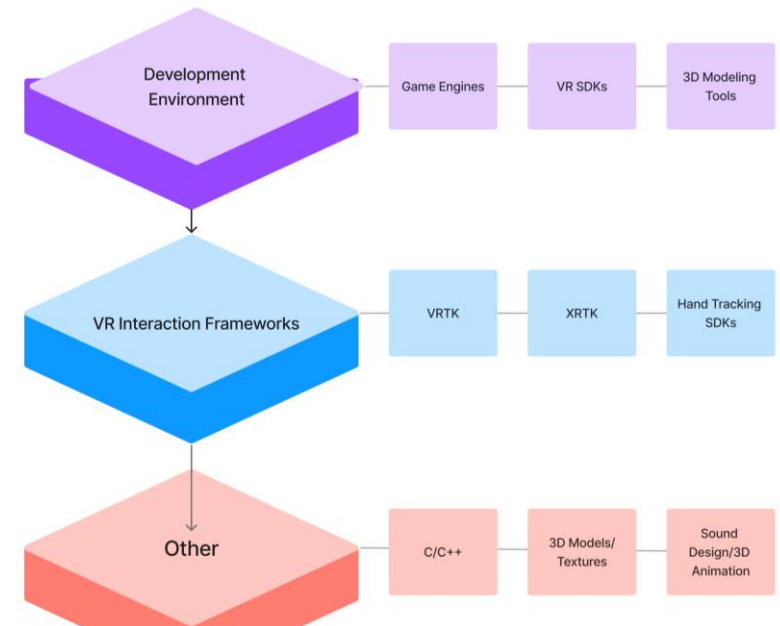 Development
Environment
Game Engines
VR SDKs
3D Modeling
Tools
VR Interaction Frameworks
VRTK
XRTK
Hand Tracking
SDKs
Other
C/C++
3D Models/
Textures
Sound
Design/3D
Animation